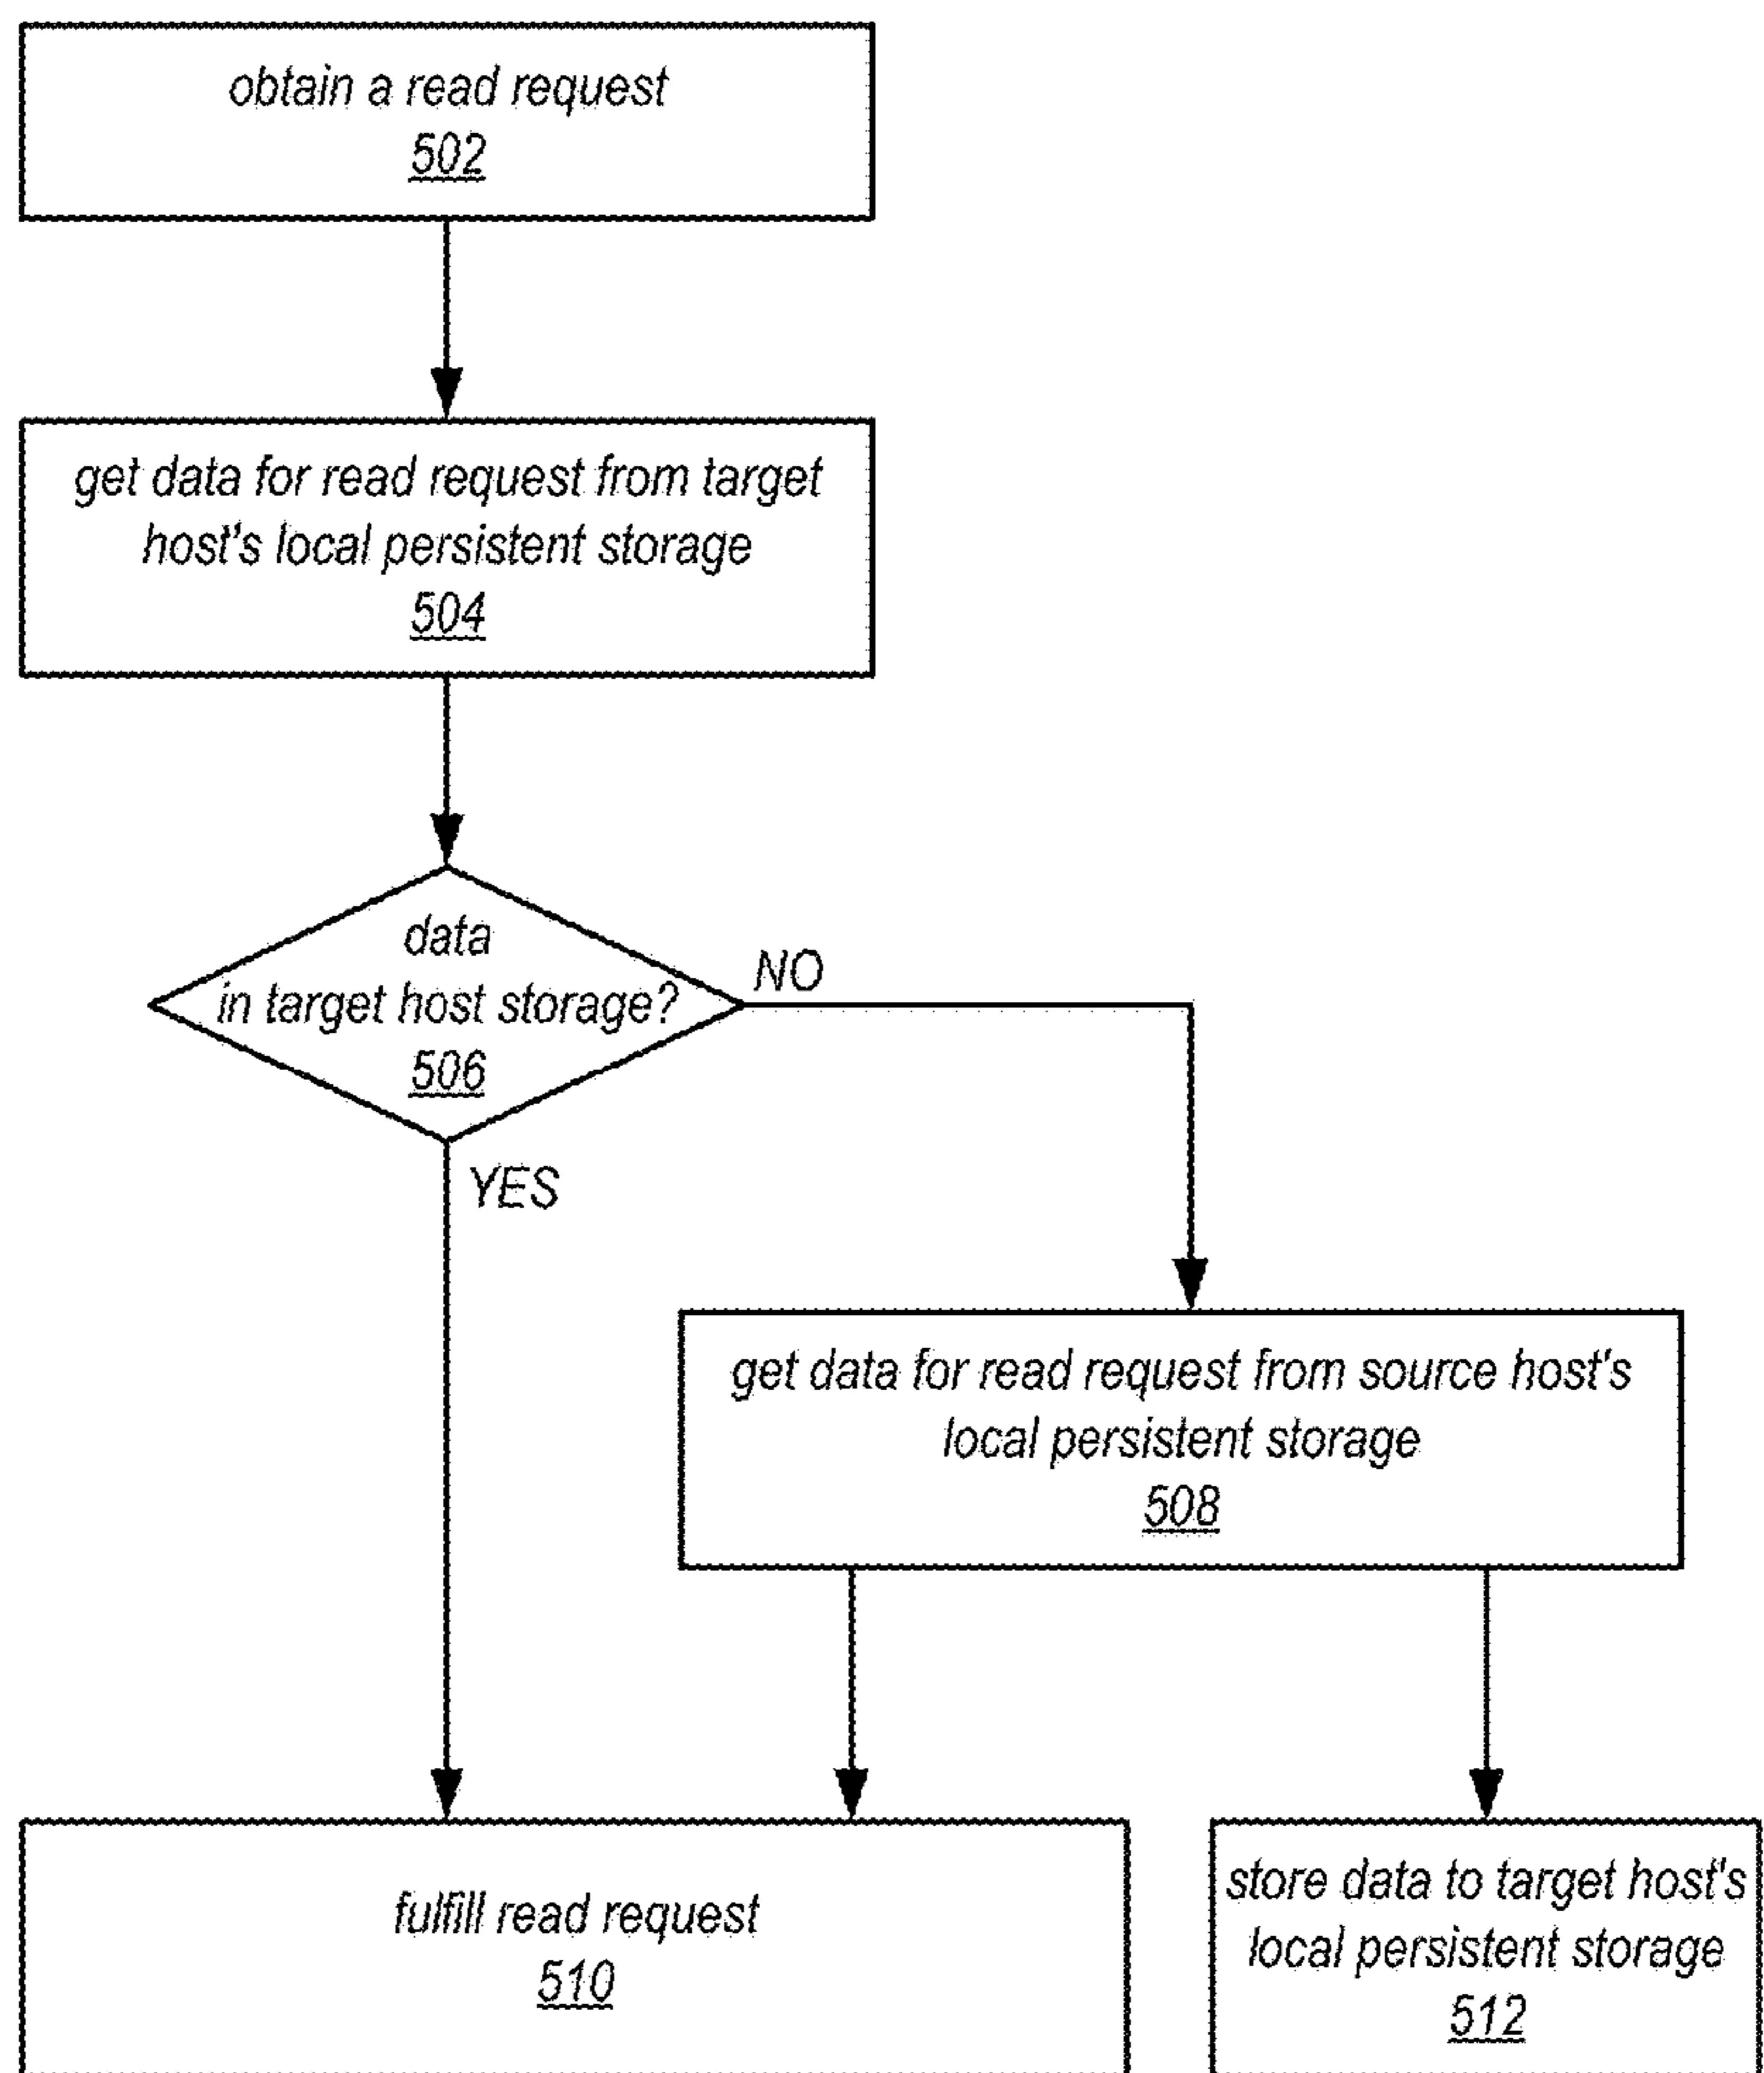 obtain a read request
502
get data for read request from target
host's local persistent storage
504
data
in target host storage?
506
NO
YES
get data for read request from source host's
local persistent storage
508
fulfill read request
510
store data to target host's
local persistent storage
512